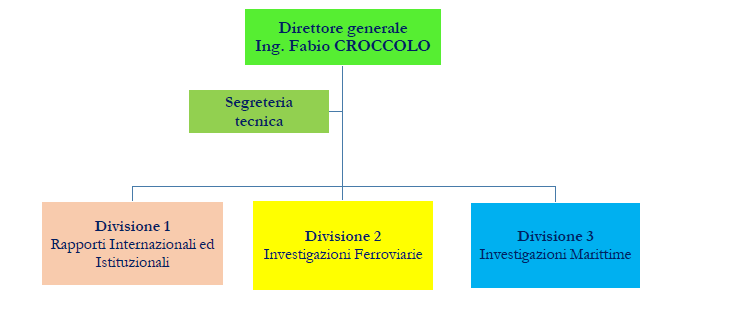 Direttore generale
Ing. Fabio CROCCOLO
Segreteria
tecnica
Divisione 1
Rapporti Internazionali ed
Istituzionali
Divisione 2
Investigazioni Ferroviarie
Divisione 3
Investigazioni Marittime